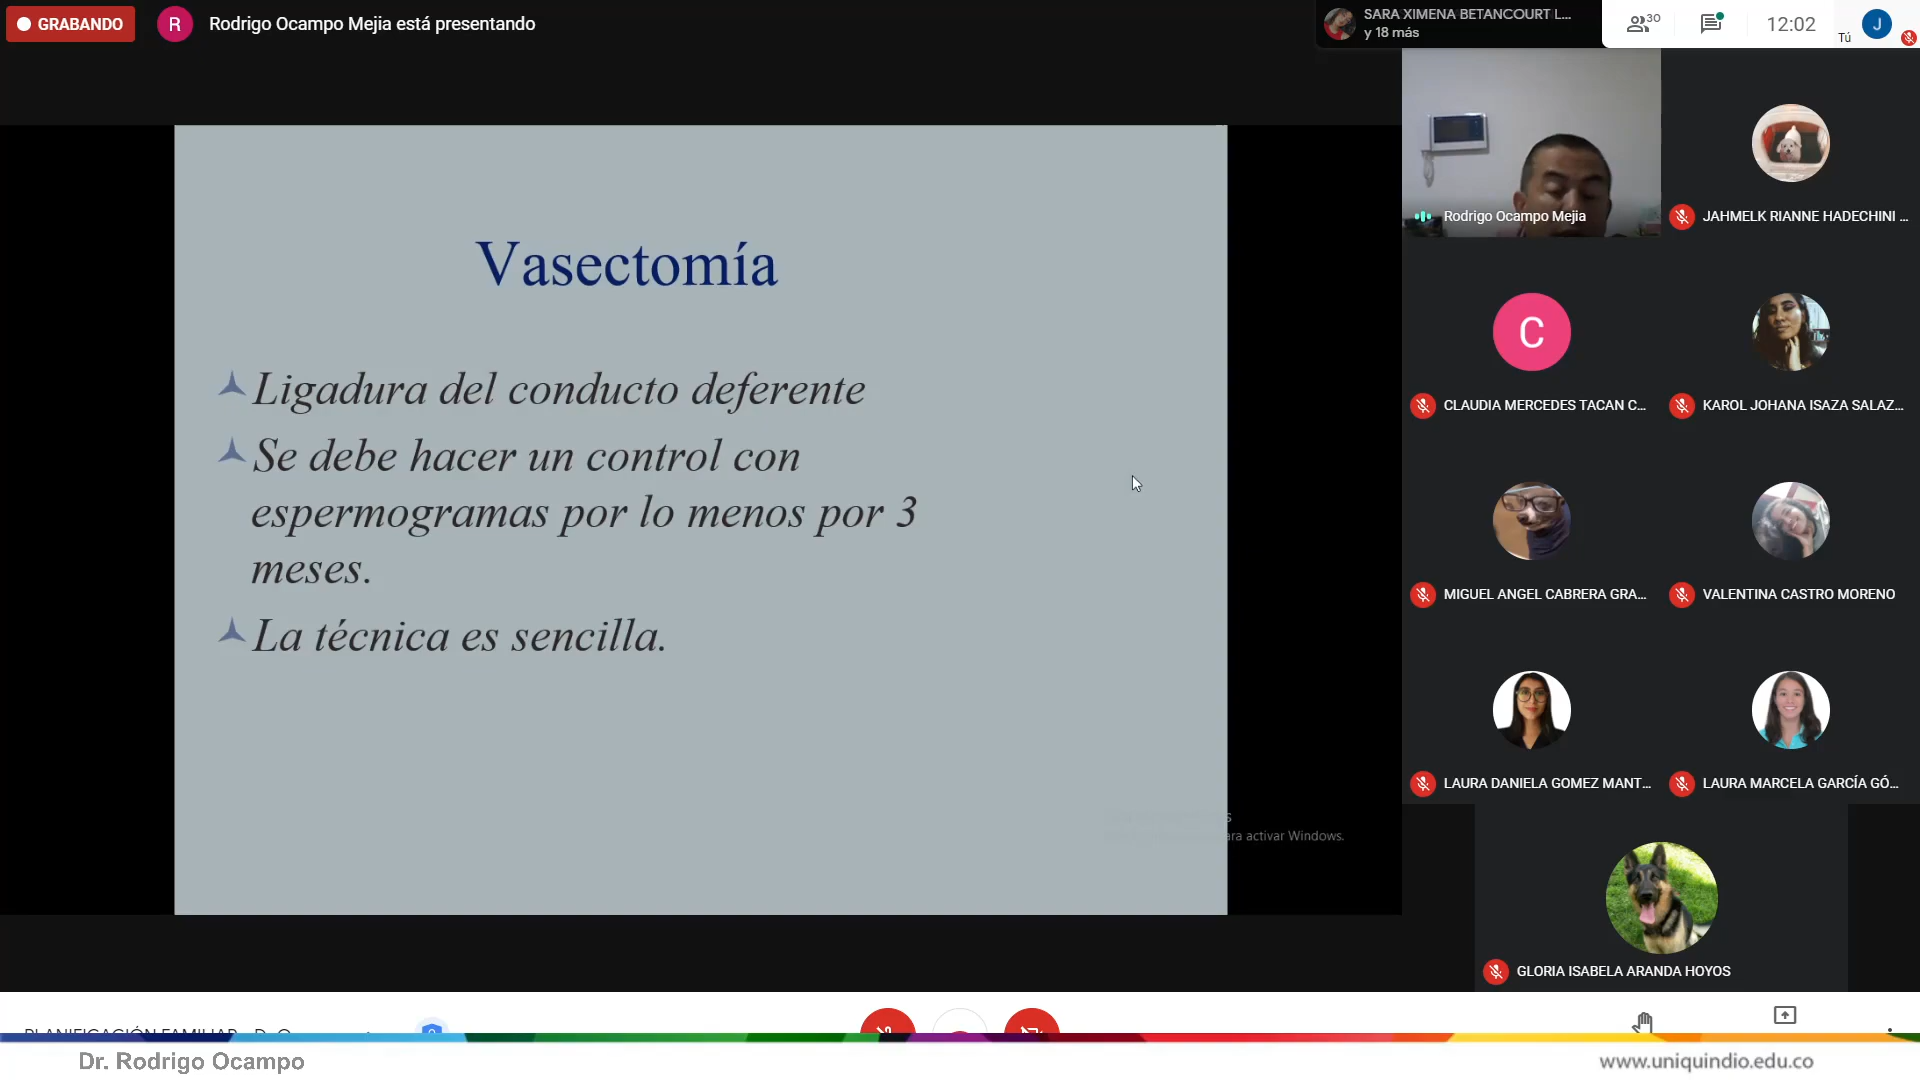 GRABANDO
R
Rodrigo Ocampo Mejia está presentando
SARA XIMENA BETANCOURT L...
y 18 más
30
12:02
Tú
J
Vasectomía
Ligadura del conducto deferente
Se debe hacer un control con
espermogramas por lo menos por 3
meses.
La técnica es sencilla.
ara activar Windows.
Rodrigo Ocampo Mejia
JAHMELK RIANNE HADECHINI ...
C
CLAUDIA MERCEDES TACAN C...
KAROL JOHANA ISAZA SALAZ...
MIGUEL ANGEL CABRERA GRA...
VALENTINA CASTRO MORENO
LAURA DANIELA GOMEZ MANT...
LAURA MARCELA GARCÍA GÓ...
GLORIA ISABELA ARANDA HOYOS
PLANIFICACIÓN FAMILIAR
Dr. Rodrigo Ocampo
www.uniquindio.edu.co